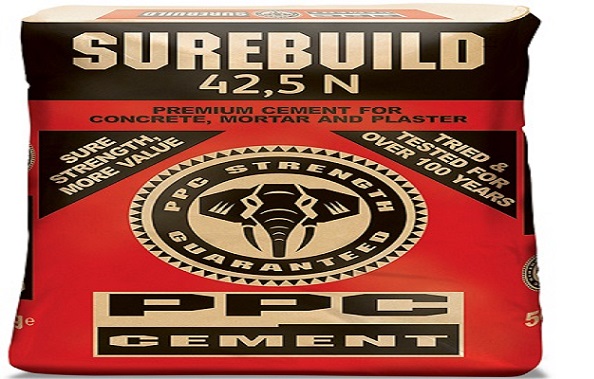 SUREBUILD
42,5 N
PREMIUM CEMENT FOR
CONCRETE, MORTAR AND PLASTER
SURE
STRENGTH,
MORE VALUE
TRIED &
TESTED FOR
OVER 100 YEARS
PPC STRENGTH
GUARANTEED
PPC
CEMENT